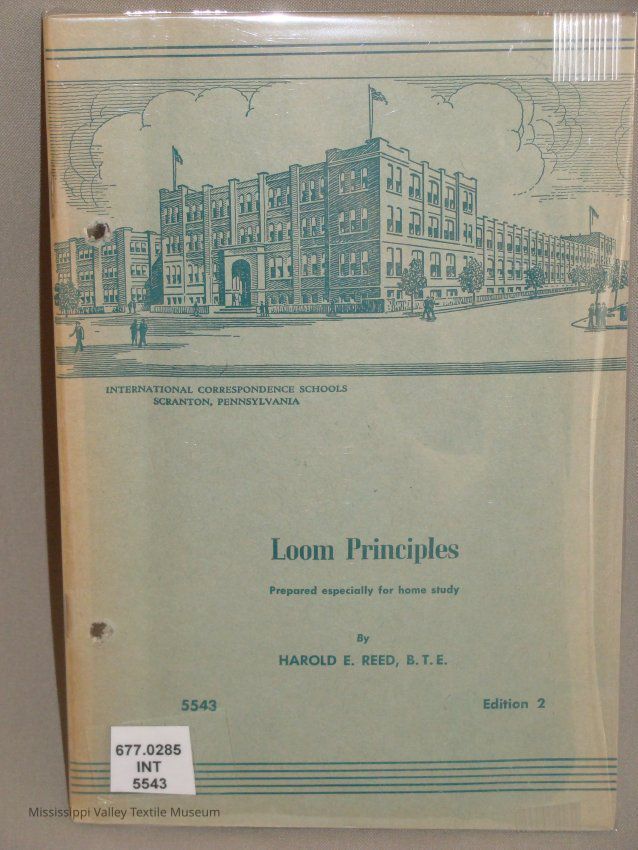 INTERNATIONAL CORRESPONDENCE SCHOOLS
SCRANTON, PENNSYLVANIA
Loom Principles
Prepared especially for home study
By
HAROLD E. REED, B. T. E.
5543 Edition 2
677.0285
INT
5543
Mississippi Valley Textile Museum